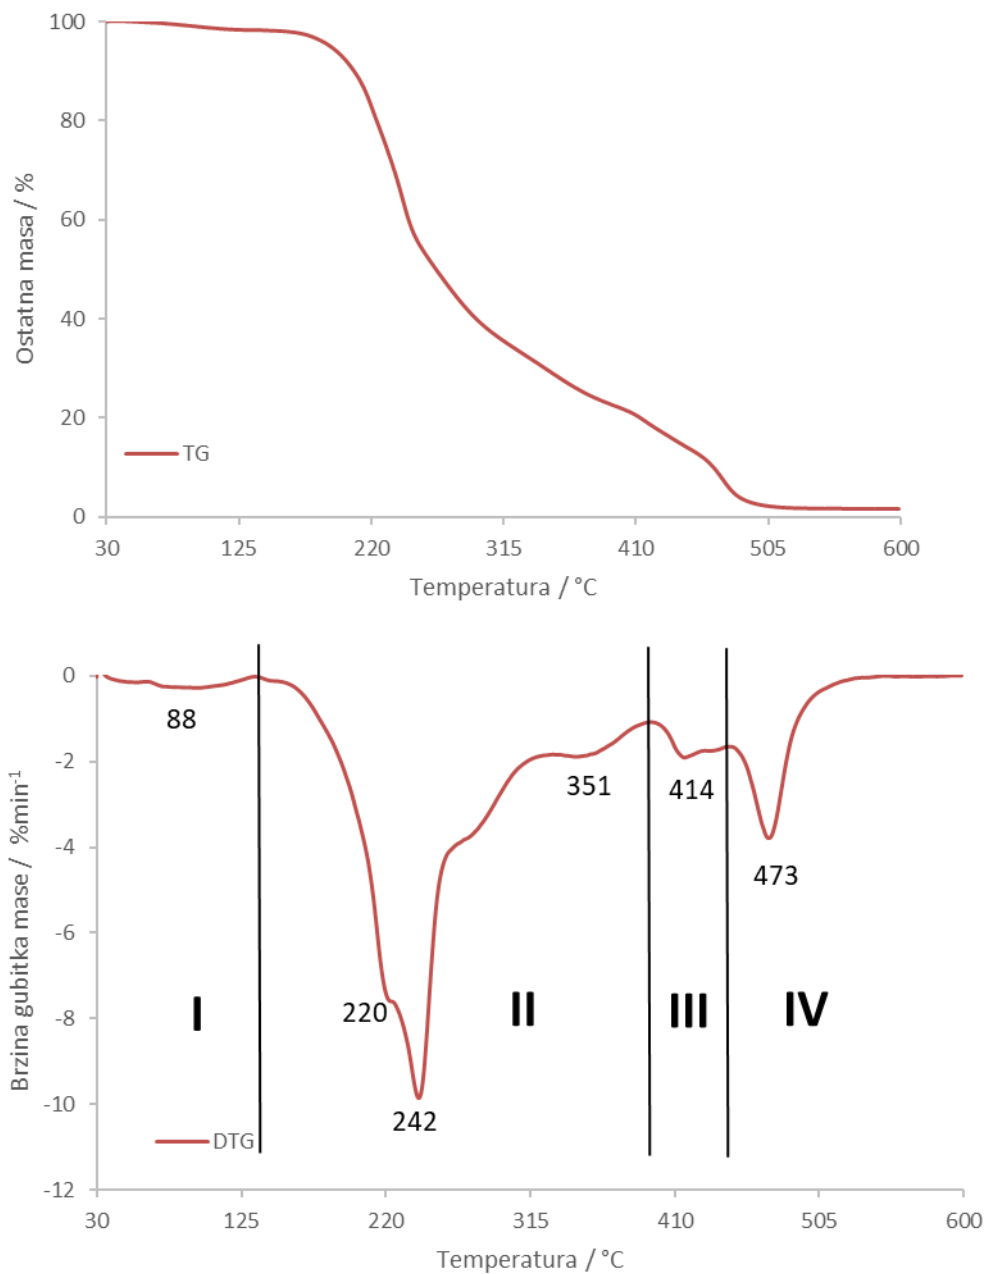 100
80
60
40
20
0
Ostatna masa / %
TG
30 125 220 315 410 505 600
Temperatura / °C
0
-2
-4
-6
-8
-10
-12
Brzina gubitka mase / %min⁻¹
88
351
414
473
220
242
I
II
III
IV
DTG
30 125 220 315 410 505 600
Temperatura / °C